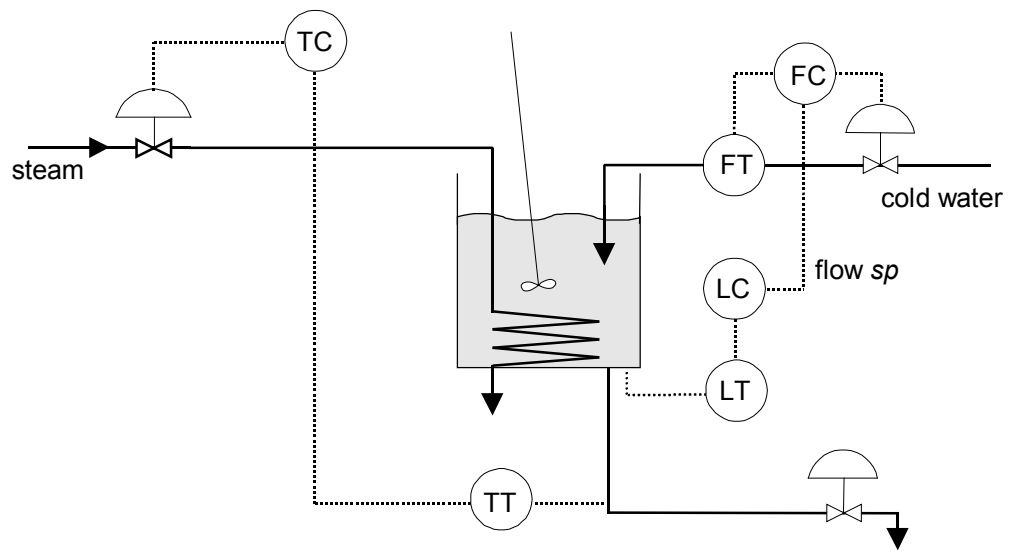 TC
FC
FT
steam
cold water
flow sp
LC
LT
TT